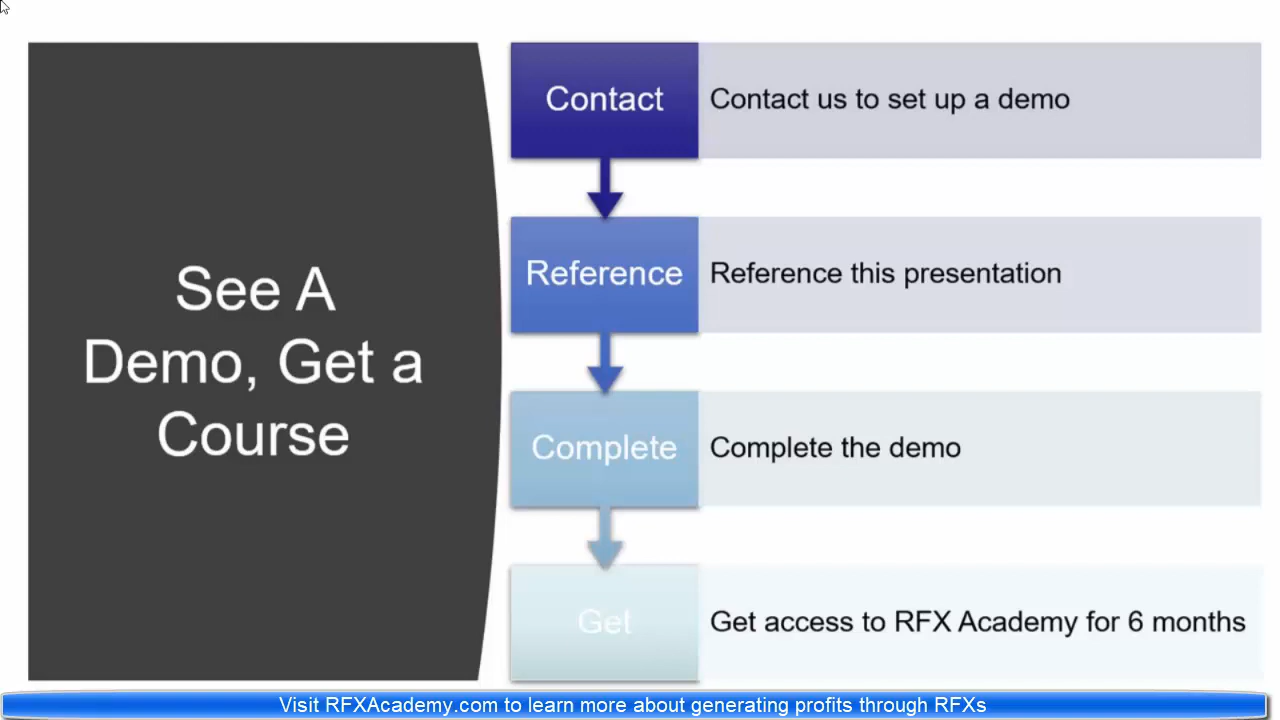 See A
Demo, Get a
Course
Contact
Contact us to set up a demo
Reference
Reference this presentation
Complete
Complete the demo
Get
Get access to RFX Academy for 6 months
Visit RFXAcademy.com to learn more about generating profits through RFXs